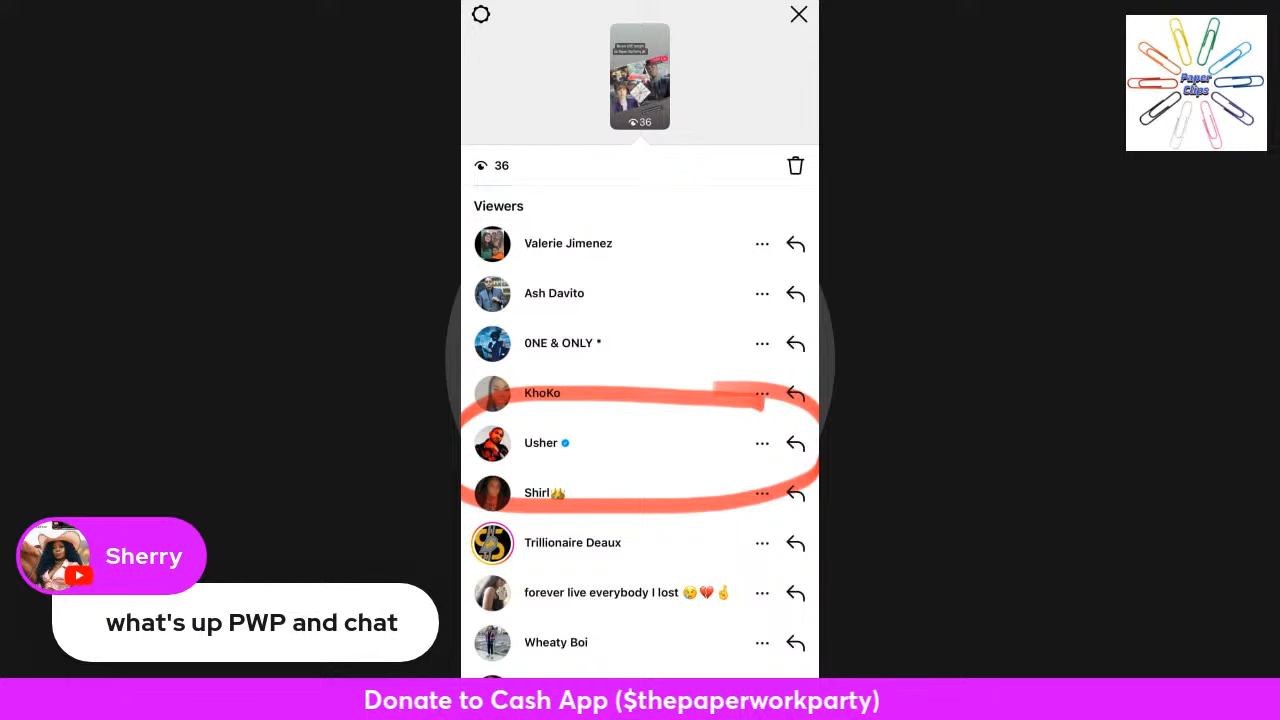 36
36
Viewers
Valerie Jimenez
Ash Davito
0NE & ONLY *
KhoKo
Usher
Shirl👑
Trillionaire Deaux
forever live everybody I lost 😢💔🤞
Wheaty Boi
Paper
Clips
Sherry
what's up PWP and chat
Donate to Cash App ($thepaperworkparty)